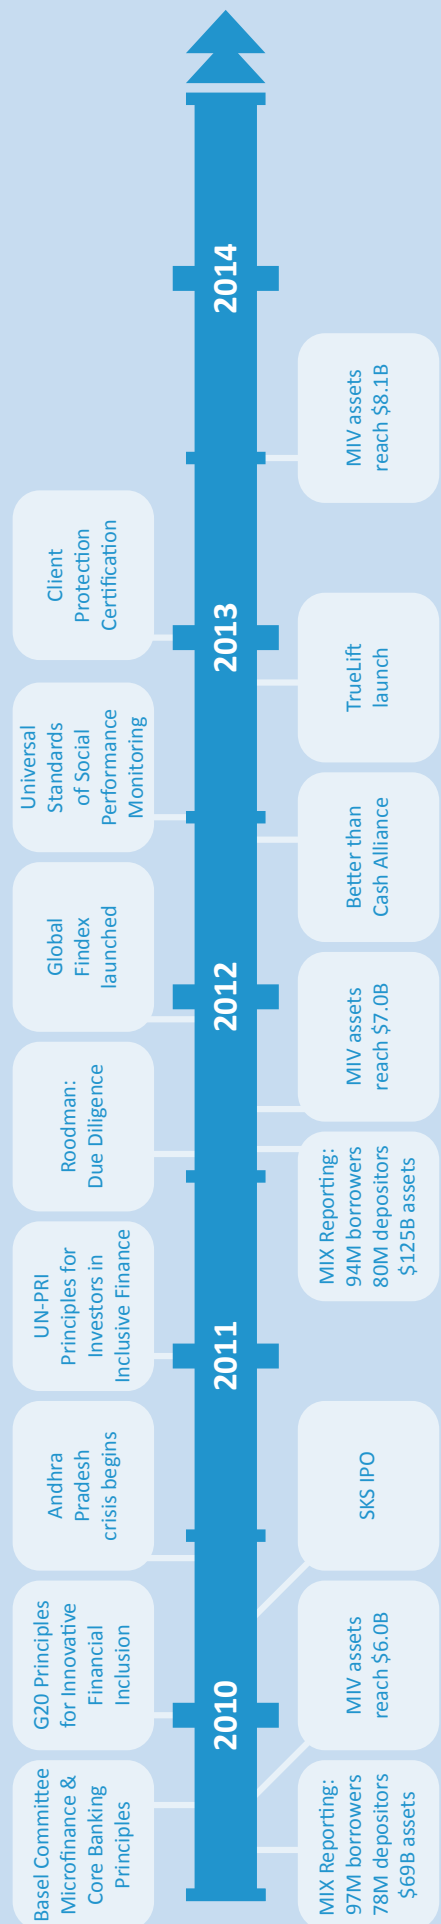 Basel Committee
Microfinance &
Core Banking
Principles
G20 Principles
for Innovative
Financial
Inclusion
Andhra
Pradesh
crisis begins
UN-PRI
Principles for
Investors in
Inclusive Finance
Roodman:
Due Diligence
Global
Findex
launched
Universal
Standards
of Social
Performance
Monitoring
Client
Protection
Certification
2010
2011
2012
2013
2014
MIX Reporting:
97M borrowers
78M depositors
$69B assets
MIV assets
reach $6.0B
SKS IPO
MIX Reporting:
94M borrowers
80M depositors
$125B assets
MIV assets
reach $7.0B
Better than
Cash Alliance
TrueLift
launch
MIV assets
reach $8.1B